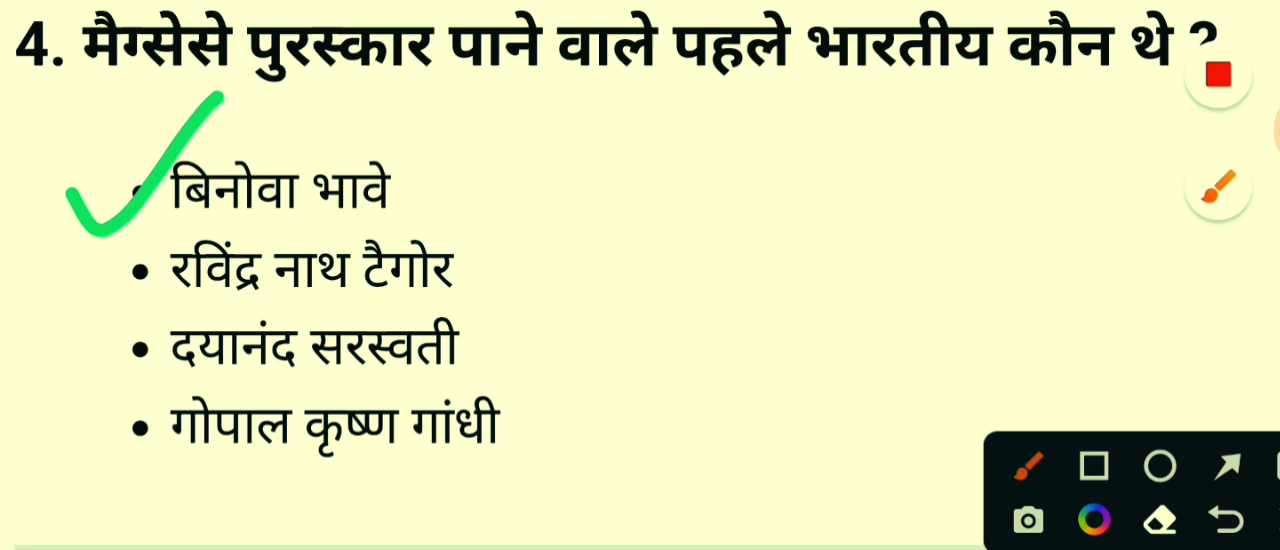 4. मैग्सेसे पुरस्कार पाने वाले पहले भारतीय कौन थे ?
• बिनोवा भावे
• रविंद्र नाथ टैगोर
• दयानंद सरस्वती
• गोपाल कृष्ण गांधी